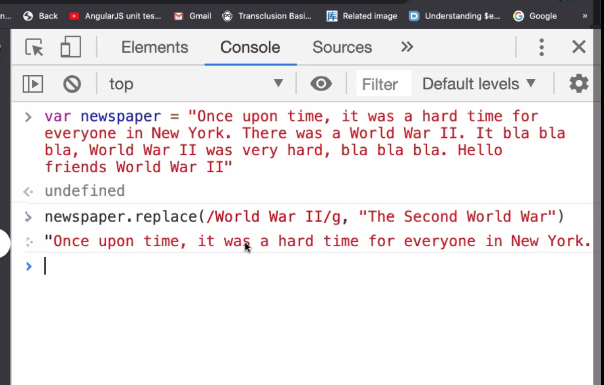 Back AngularJS unit tes... Gmail Transclusion Basi... Related image Understanding $e... Google »
Elements Console Sources »
top Filter Default levels ▼
> var newspaper = "Once upon time, it was a hard time for
everyone in New York. There was a World War II. It bla bla
bla, World War II was very hard, bla bla bla. Hello
friends World War II"
<· undefined
> newspaper.replace(/World War II/g, "The Second World War")
<· "Once upon time, it was a hard time for everyone in New York.
>